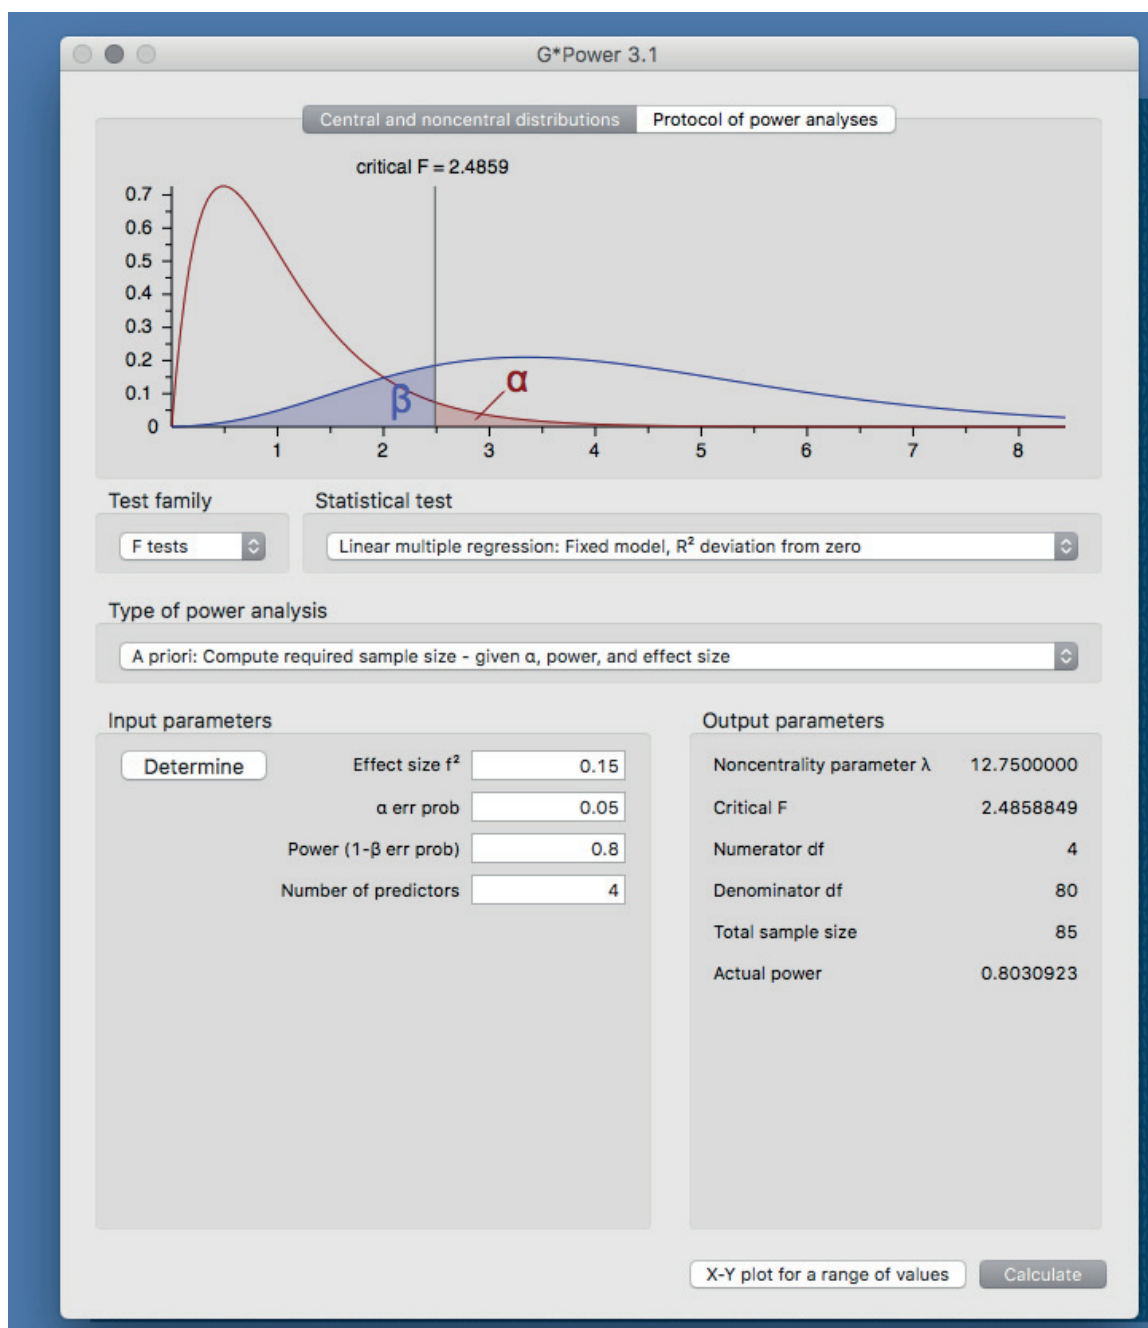 G*Power 3.1
Central and noncentral distributions Protocol of power analyses
critical F = 2.4859
0.7
0.6
0.5
0.4
0.3
0.2
0.1
0
β
α
1 2 3 4 5 6 7 8
Test family Statistical test
F tests Linear multiple regression: Fixed model, R² deviation from zero
Type of power analysis
A priori: Compute required sample size - given α, power, and effect size
Input parameters Output parameters
Determine Effect size f² 0.15 Noncentrality parameter λ 12.7500000
α err prob 0.05 Critical F 2.4858849
Power (1-β err prob) 0.8 Numerator df 4
Number of predictors 4 Denominator df 80
Total sample size 85
Actual power 0.8030923
X-Y plot for a range of values Calculate